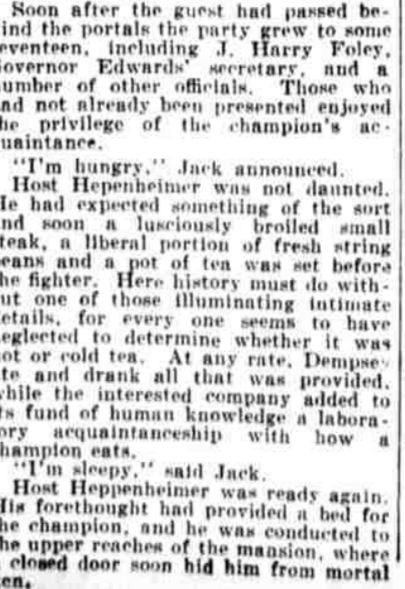 Soon after the guest had passed be-
ind the portals the party grew to some
eventeen, including J. Harry Foley,
overnor Edwards' secretary, and a
umber of other officials. Those who
ad not already been presented enjoyed
he privilege of the champion's ac-
uaintance.
"I'm hungry," Jack announced.
Host Hepenheimer was not daunted.
He had expected something of the sort
nd soon a lusciously broiled small
teak, a liberal portion of fresh string
eans and a pot of tea was set before
he fighter. Here history must do with-
ut one of those illuminating intimate
etails, for every one seems to have
eglected to determine whether it was
ot or cold tea. At any rate, Dempsey
te and drank all that was provided,
while the interested company added to
ts fund of human knowledge a labora-
ory acquaintanceship with how a
hampion eats.
"I'm sleepy," said Jack.
Host Heppenheimer was ready again.
His forethought had provided a bed for
he champion, and he was conducted to
he upper reaches of the mansion, where
closed door soon hid him from mortal
en.